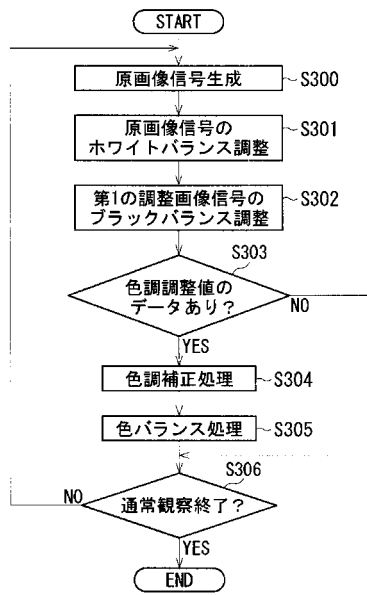 START
原画像信号生成
S300
原画像信号の
ホワイトバランス調整
S301
第1の調整画像信号の
ブラックバランス調整
S302
S303
色調調整値の
データあり？
NO
YES
色調補正処理
S304
色バランス処理
S305
S306
NO
通常観察終了？
YES
END